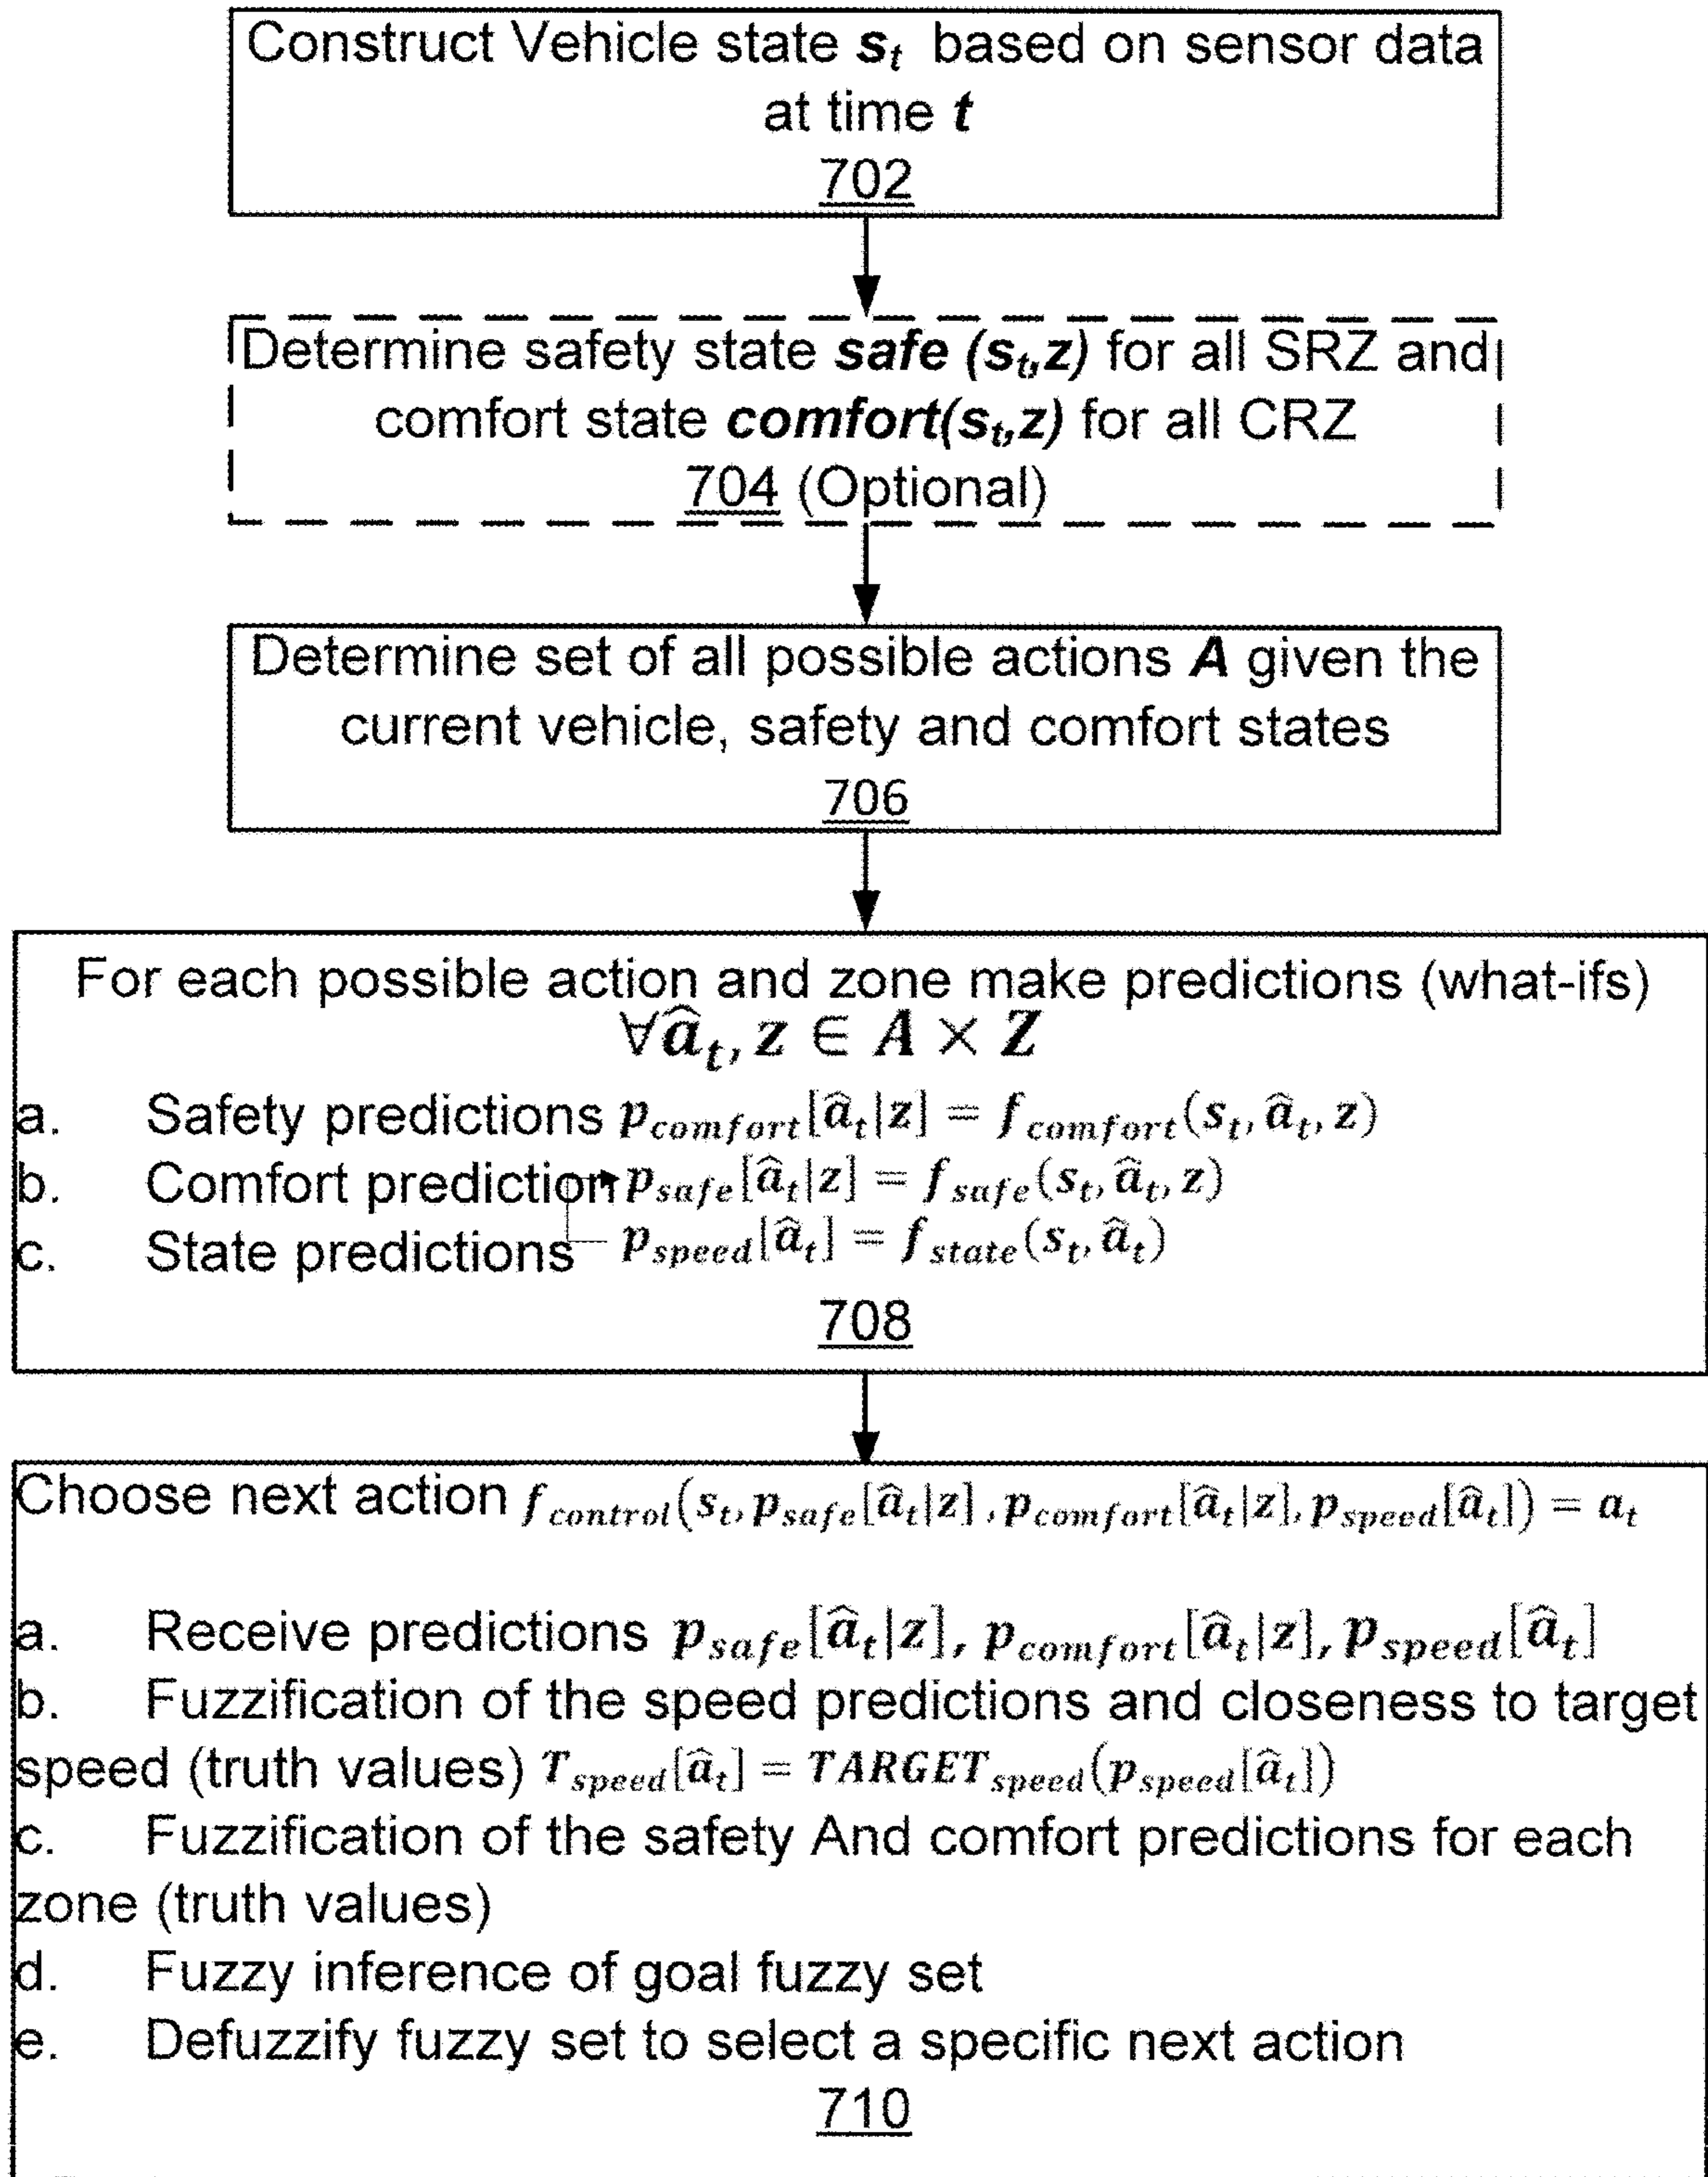 Construct Vehicle state s_t based on sensor data
at time t
702
Determine safety state safe (s_t,z) for all SRZ and
comfort state comfort(s_t,z) for all CRZ
704 (Optional)
Determine set of all possible actions A given the
current vehicle, safety and comfort states
706
For each possible action and zone make predictions (what-ifs)
∀â_t, z ∈ A × Z
a. Safety predictions p_comfort[â_t|z] = f_comfort(s_t, â_t, z)
b. Comfort prediction p_safe[â_t|z] = f_safe(s_t, â_t, z)
c. State predictions p_speed[â_t] = f_state(s_t, â_t)
708
Choose next action f_control(s_t, p_safe[â_t|z], p_comfort[â_t|z], p_speed[â_t]) = a_t
a. Receive predictions p_safe[â_t|z], p_comfort[â_t|z], p_speed[â_t]
b. Fuzzification of the speed predictions and closeness to target
speed (truth values) T_speed[â_t] = TARGET_speed(p_speed[â_t])
c. Fuzzification of the safety And comfort predictions for each
zone (truth values)
d. Fuzzy inference of goal fuzzy set
e. Defuzzify fuzzy set to select a specific next action
710